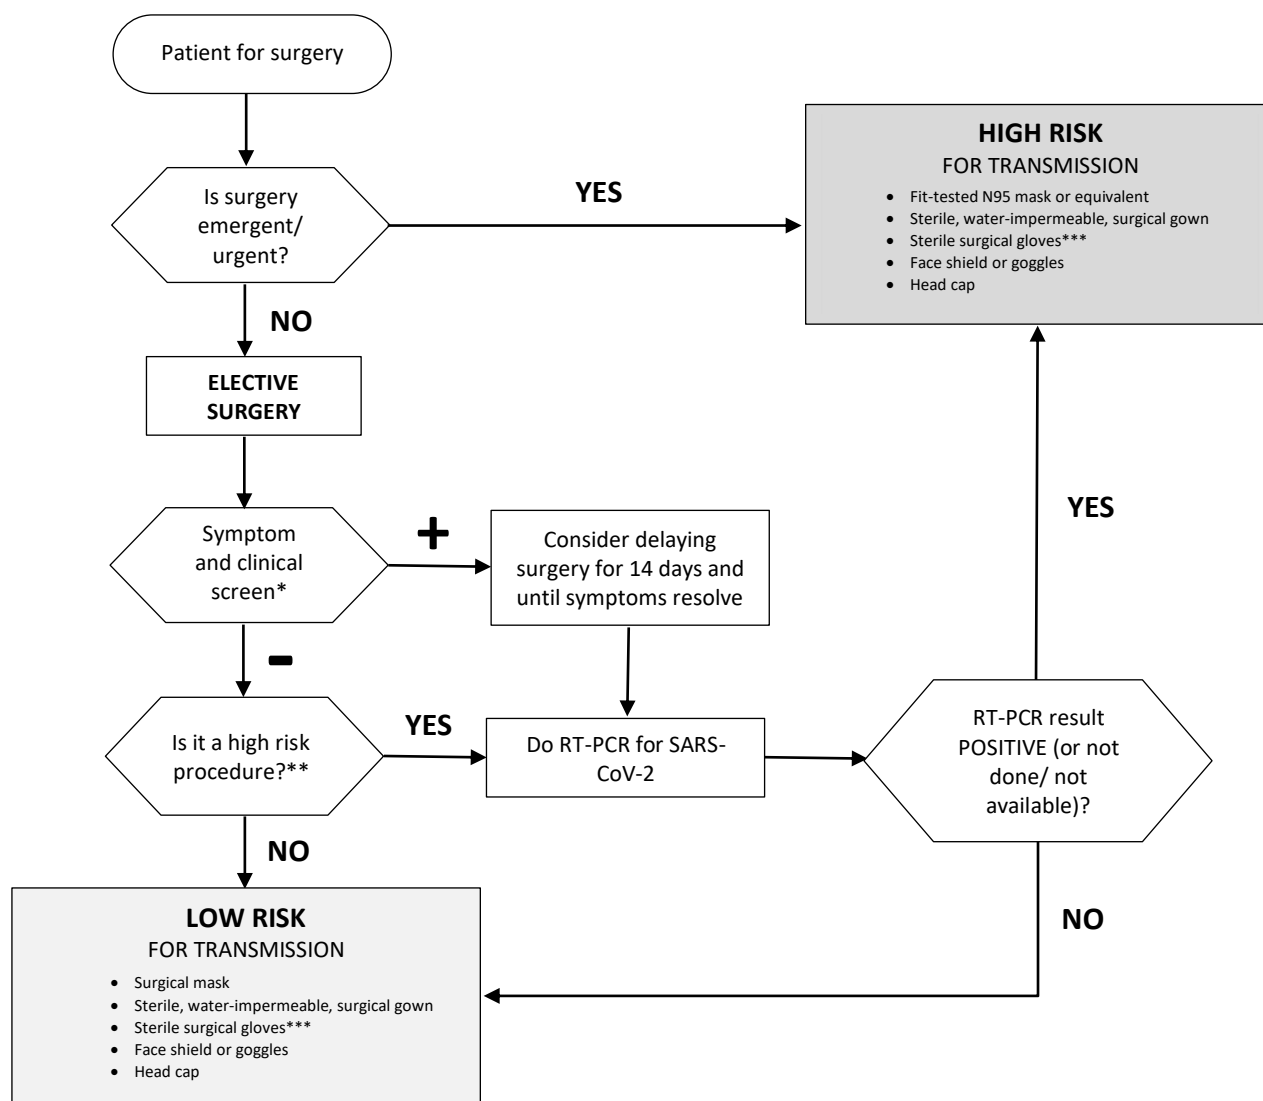 Patient for surgery
Is surgery
emergent/
urgent?
YES
HIGH RISK
FOR TRANSMISSION
• Fit-tested N95 mask or equivalent
• Sterile, water-impermeable, surgical gown
• Sterile surgical gloves***
• Face shield or goggles
• Head cap
NO
ELECTIVE
SURGERY
Symptom
and clinical
screen*
+
Consider delaying
surgery for 14 days and
until symptoms resolve
YES
-
Is it a high risk
procedure?**
YES
Do RT-PCR for SARS-
CoV-2
RT-PCR result
POSITIVE (or not
done/ not
available)?
NO
NO
LOW RISK
FOR TRANSMISSION
• Surgical mask
• Sterile, water-impermeable, surgical gown
• Sterile surgical gloves***
• Face shield or goggles
• Head cap